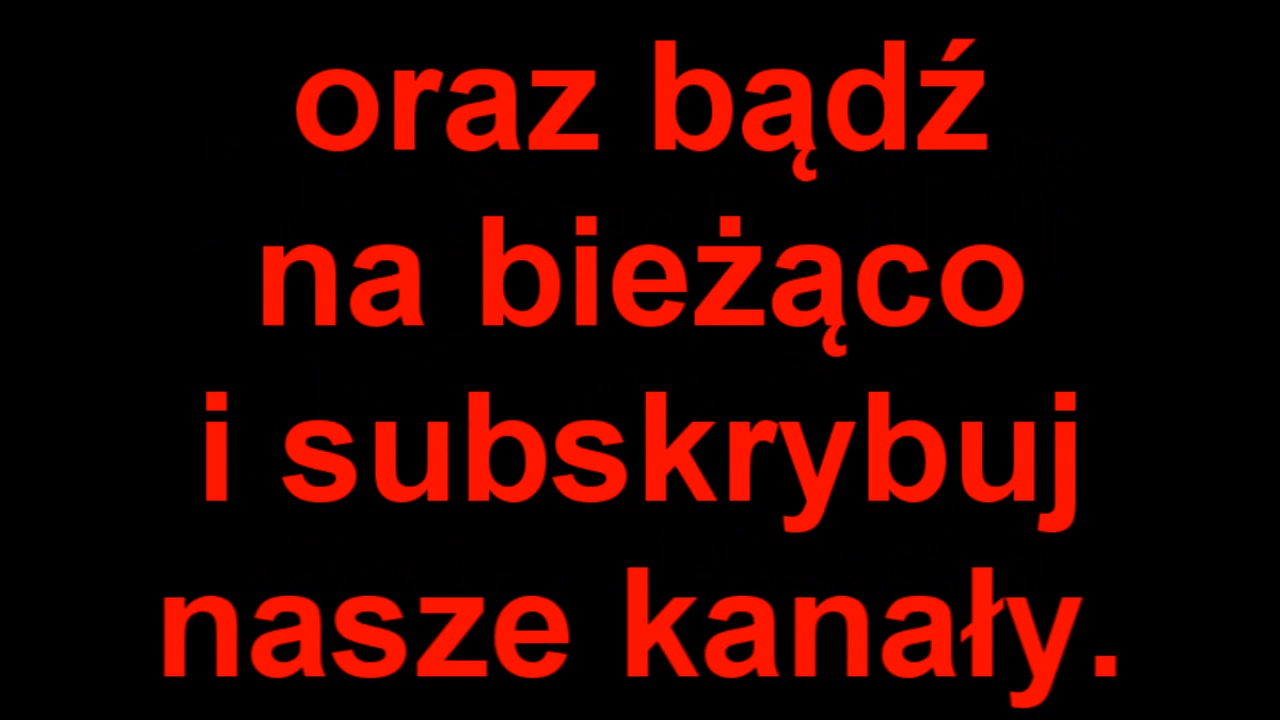 oraz bądź
na bieżąco
i subskrybuj
nasze kanały.